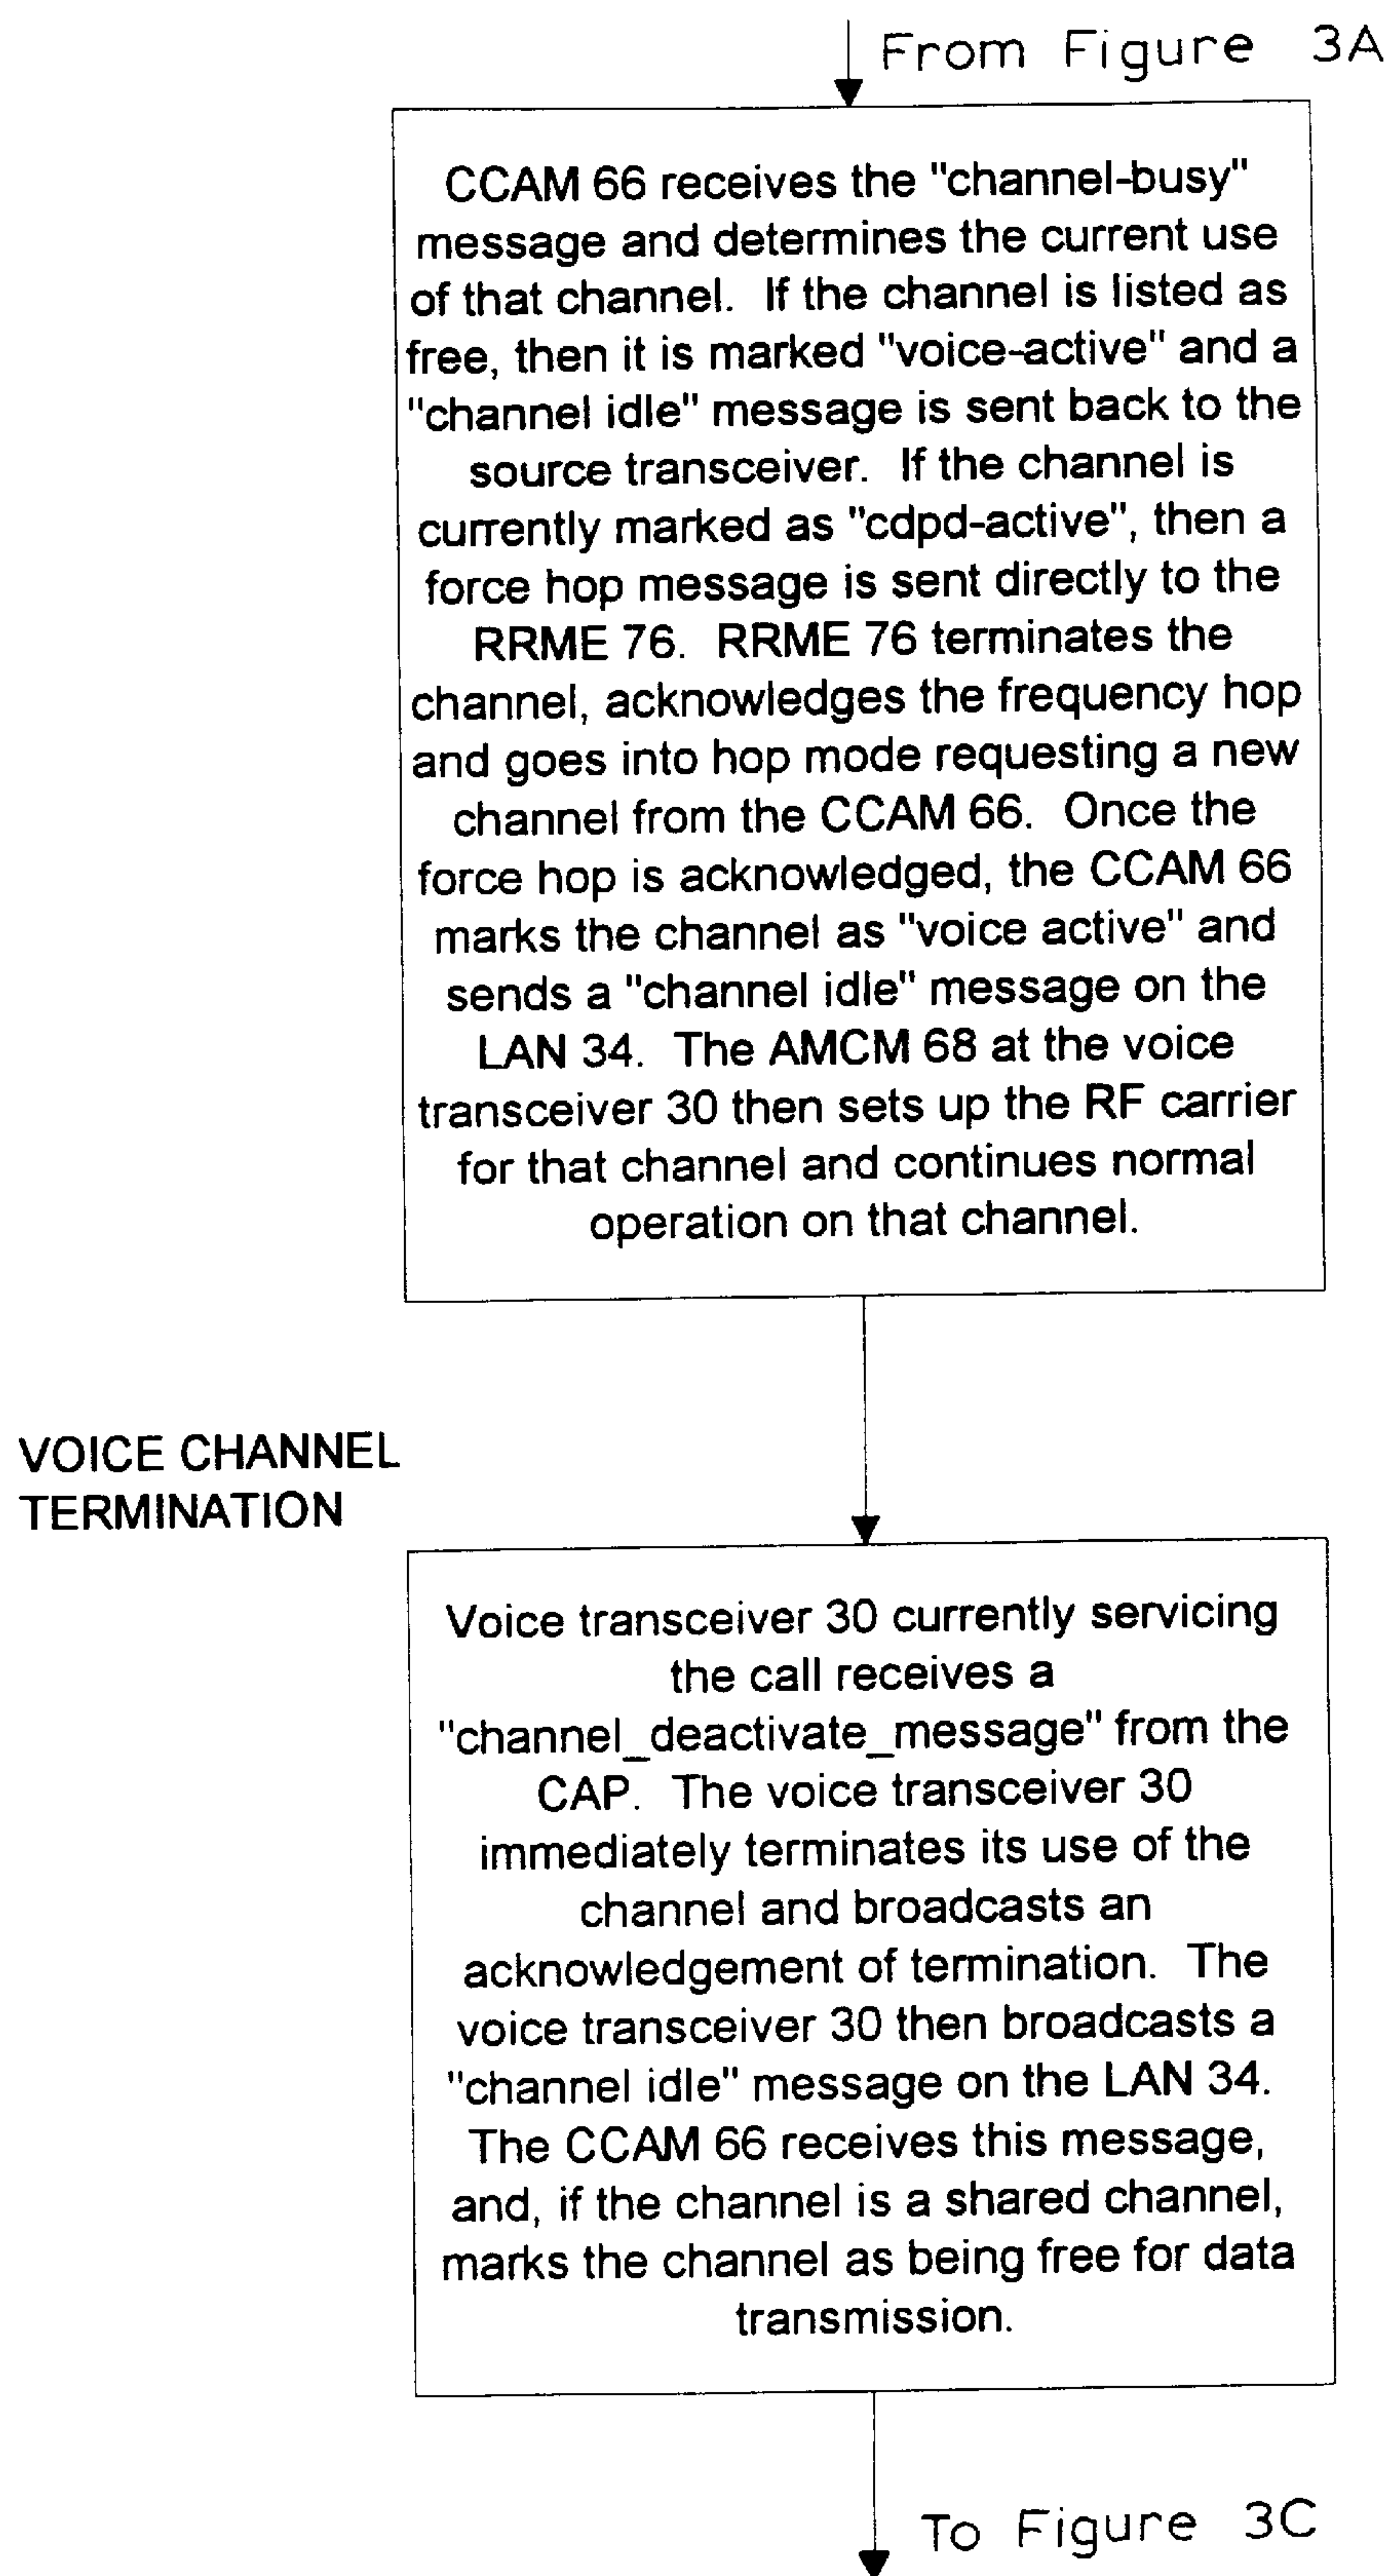 From Figure 3A
CCAM 66 receives the "channel-busy"
message and determines the current use
of that channel. If the channel is listed as
free, then it is marked "voice-active" and a
"channel idle" message is sent back to the
source transceiver. If the channel is
currently marked as "cdpd-active", then a
force hop message is sent directly to the
RRME 76. RRME 76 terminates the
channel, acknowledges the frequency hop
and goes into hop mode requesting a new
channel from the CCAM 66. Once the
force hop is acknowledged, the CCAM 66
marks the channel as "voice active" and
sends a "channel idle" message on the
LAN 34. The AMCM 68 at the voice
transceiver 30 then sets up the RF carrier
for that channel and continues normal
operation on that channel.
VOICE CHANNEL
TERMINATION
Voice transceiver 30 currently servicing
the call receives a
"channel_deactivate_message" from the
CAP. The voice transceiver 30
immediately terminates its use of the
channel and broadcasts an
acknowledgement of termination. The
voice transceiver 30 then broadcasts a
"channel idle" message on the LAN 34.
The CCAM 66 receives this message,
and, if the channel is a shared channel,
marks the channel as being free for data
transmission.
To Figure 3C